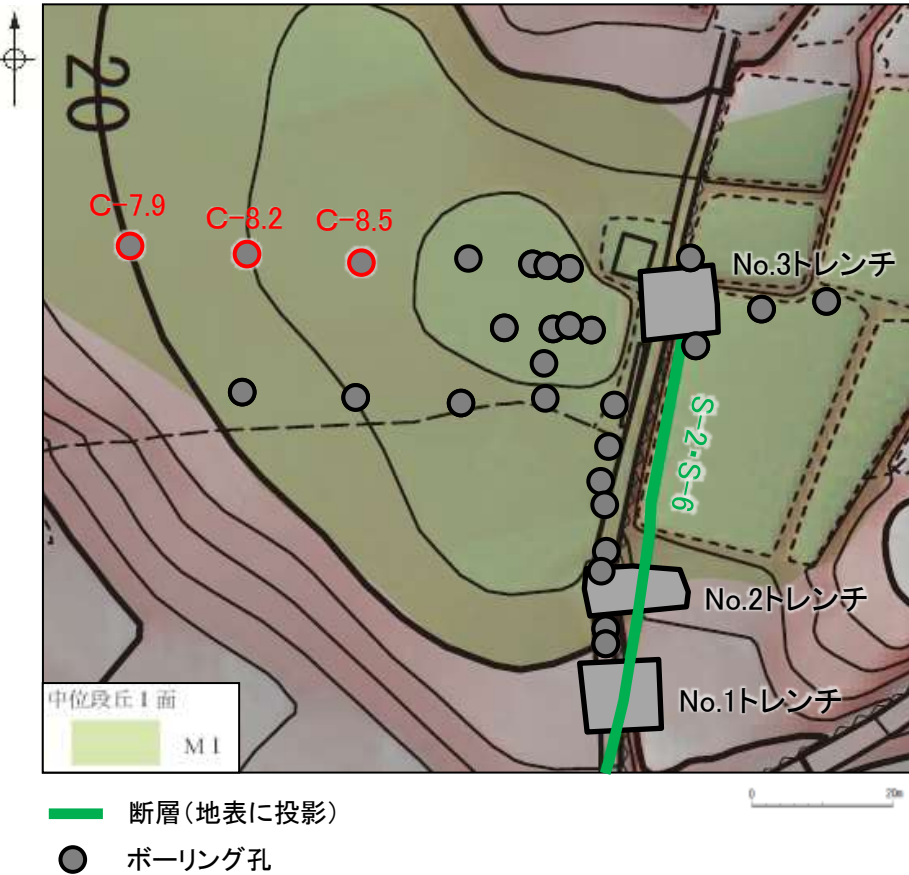 20
C-7.9
C-8.2
C-8.5
No.3トレンチ
S-2・S-6
No.2トレンチ
No.1トレンチ
中位段丘Ⅰ面
MⅠ
0 20m
断層(地表に投影)
ボーリング孔